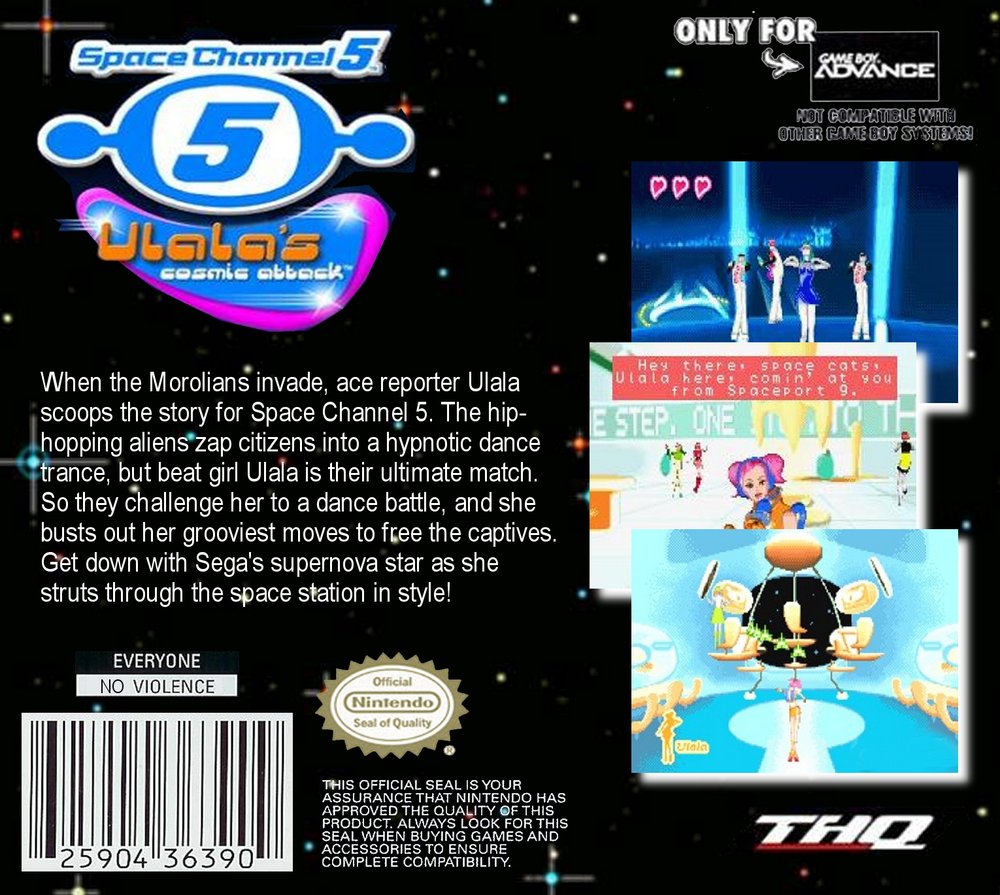 Space Channel 5
5
Ulala's
cosmic attack™
ONLY FOR
GAME BOY
ADVANCE
NOT COMPATIBLE WITH
OTHER GAME BOY SYSTEMS!
Hey there, space cats,
Ulala here, comin' at you
from Spaceport 9.
E STEP. ONE
TO TH
Ulala
When the Morolians invade, ace reporter Ulala
scoops the story for Space Channel 5. The hip-
hopping aliens zap citizens into a hypnotic dance
trance, but beat girl Ulala is their ultimate match.
So they challenge her to a dance battle, and she
busts out her grooviest moves to free the captives.
Get down with Sega's supernova star as she
struts through the space station in style!
EVERYONE
NO VIOLENCE
25904 36390
Official
Nintendo
Seal of Quality
®
THIS OFFICIAL SEAL IS YOUR
ASSURANCE THAT NINTENDO HAS
APPROVED THE QUALITY OF THIS
PRODUCT. ALWAYS LOOK FOR THIS
SEAL WHEN BUYING GAMES AND
ACCESSORIES TO ENSURE
COMPLETE COMPATIBILITY.
THQ